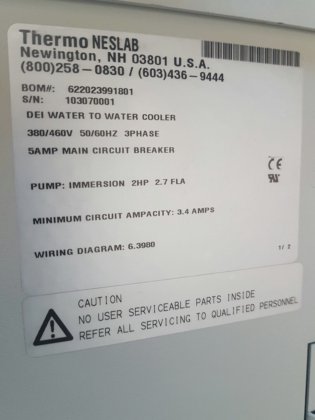 Thermo NESLAB
Newington, NH 03801 U.S.A.
(800)258-0830 / (603)436-9444
BOM#: 622023991801
S/N: 103070001
DEI WATER TO WATER COOLER
380/460V 50/60HZ 3PHASE
5AMP MAIN CIRCUIT BREAKER
CE
PUMP: IMMERSION 2HP 2.7 FLA
MINIMUM CIRCUIT AMPACITY: 3.4 AMPS
WIRING DIAGRAM: 6.3980
1/ 2
CAUTION
NO USER SERVICEABLE PARTS INSIDE
REFER ALL SERVICING TO QUALIFIED PERSONNEL